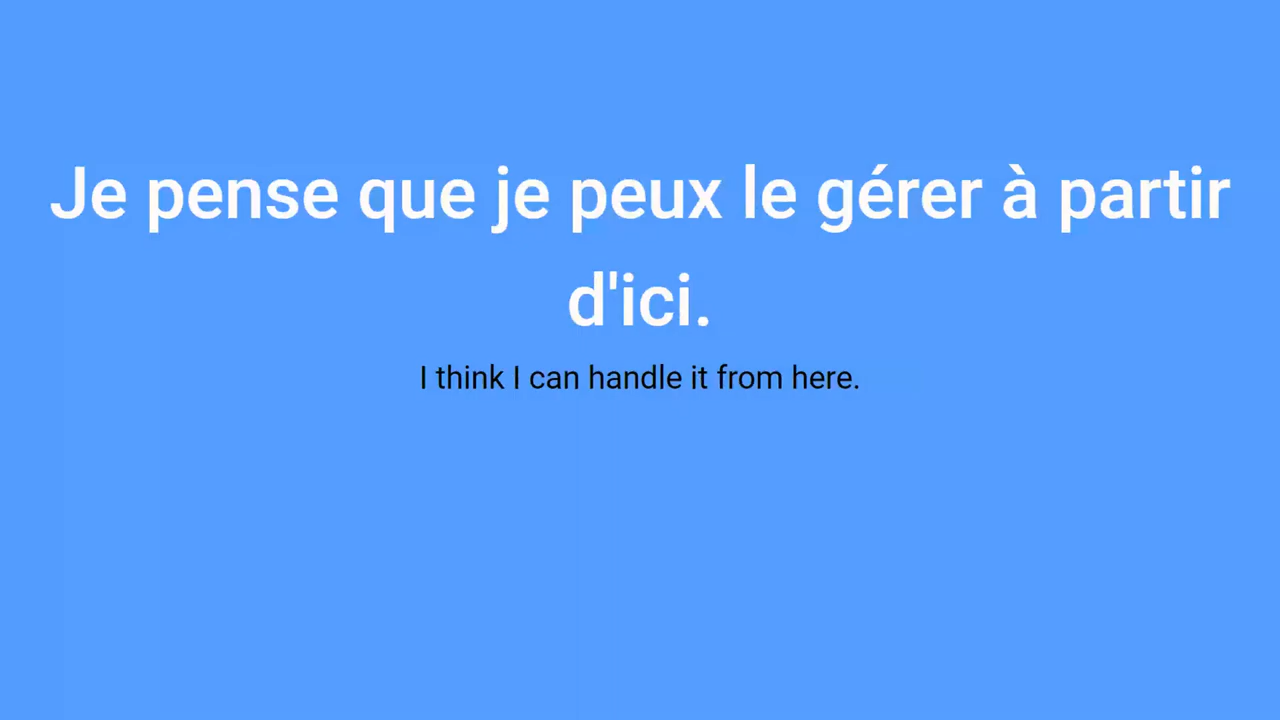 Je pense que je peux le gérer à partir
d'ici.
I think I can handle it from here.